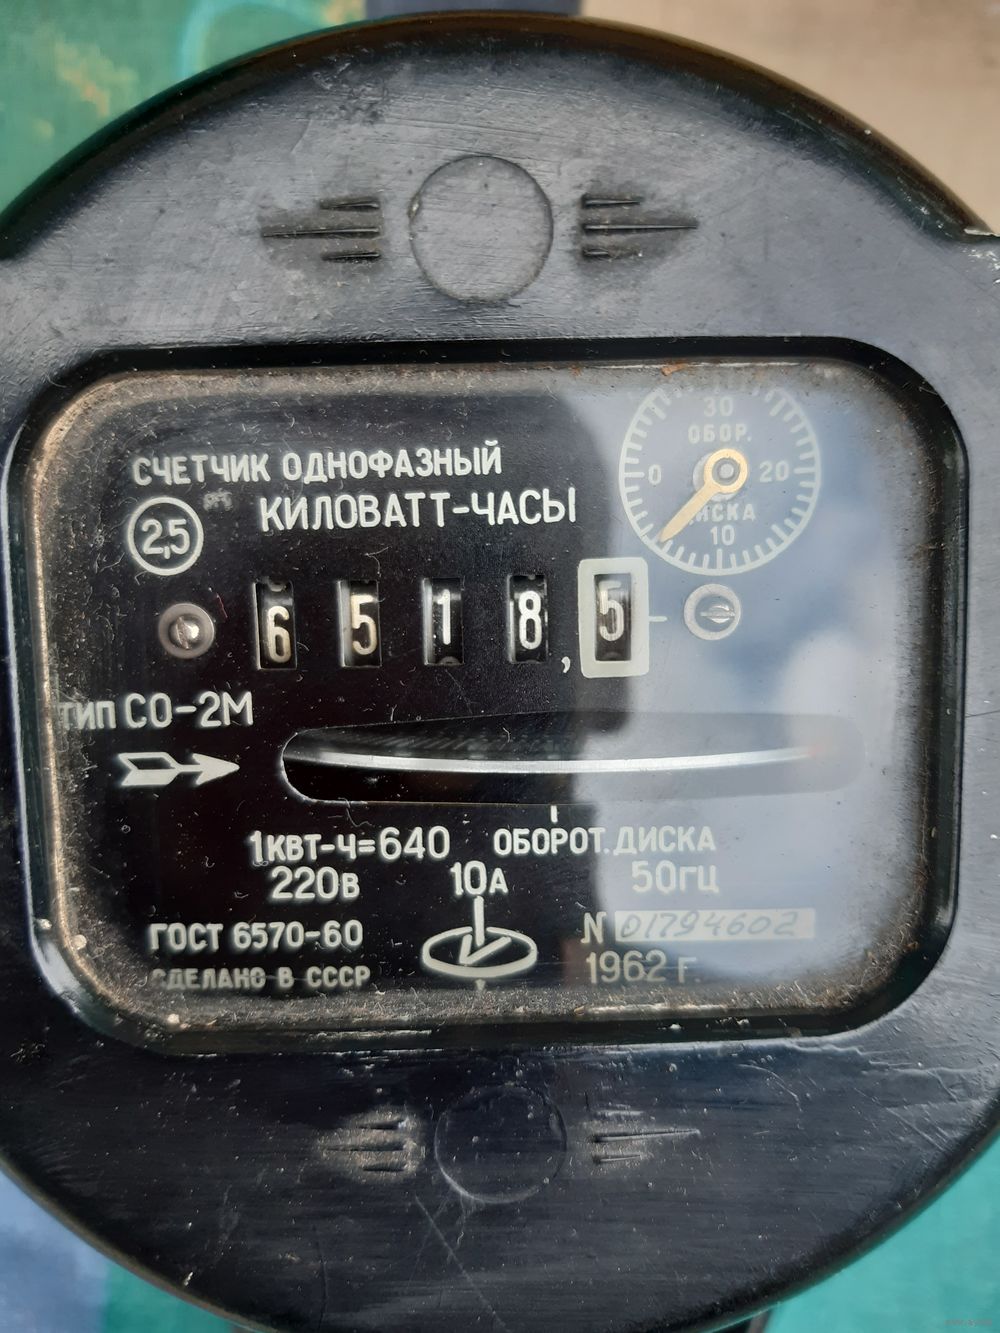 30
ОБОР.
0 20
ДИСКА
10
СЧЕТЧИК ОДНОФАЗНЫЙ
2,5 КИЛОВАТТ-ЧАСЫ
6 5 1 8 , 5
ТИП СО-2М
1КВТ-Ч=640 ОБОРОТ. ДИСКА
220В 10А 50ГЦ
ГОСТ 6570-60 N 01794602
СДЕЛАНО В СССР 1962 Г.